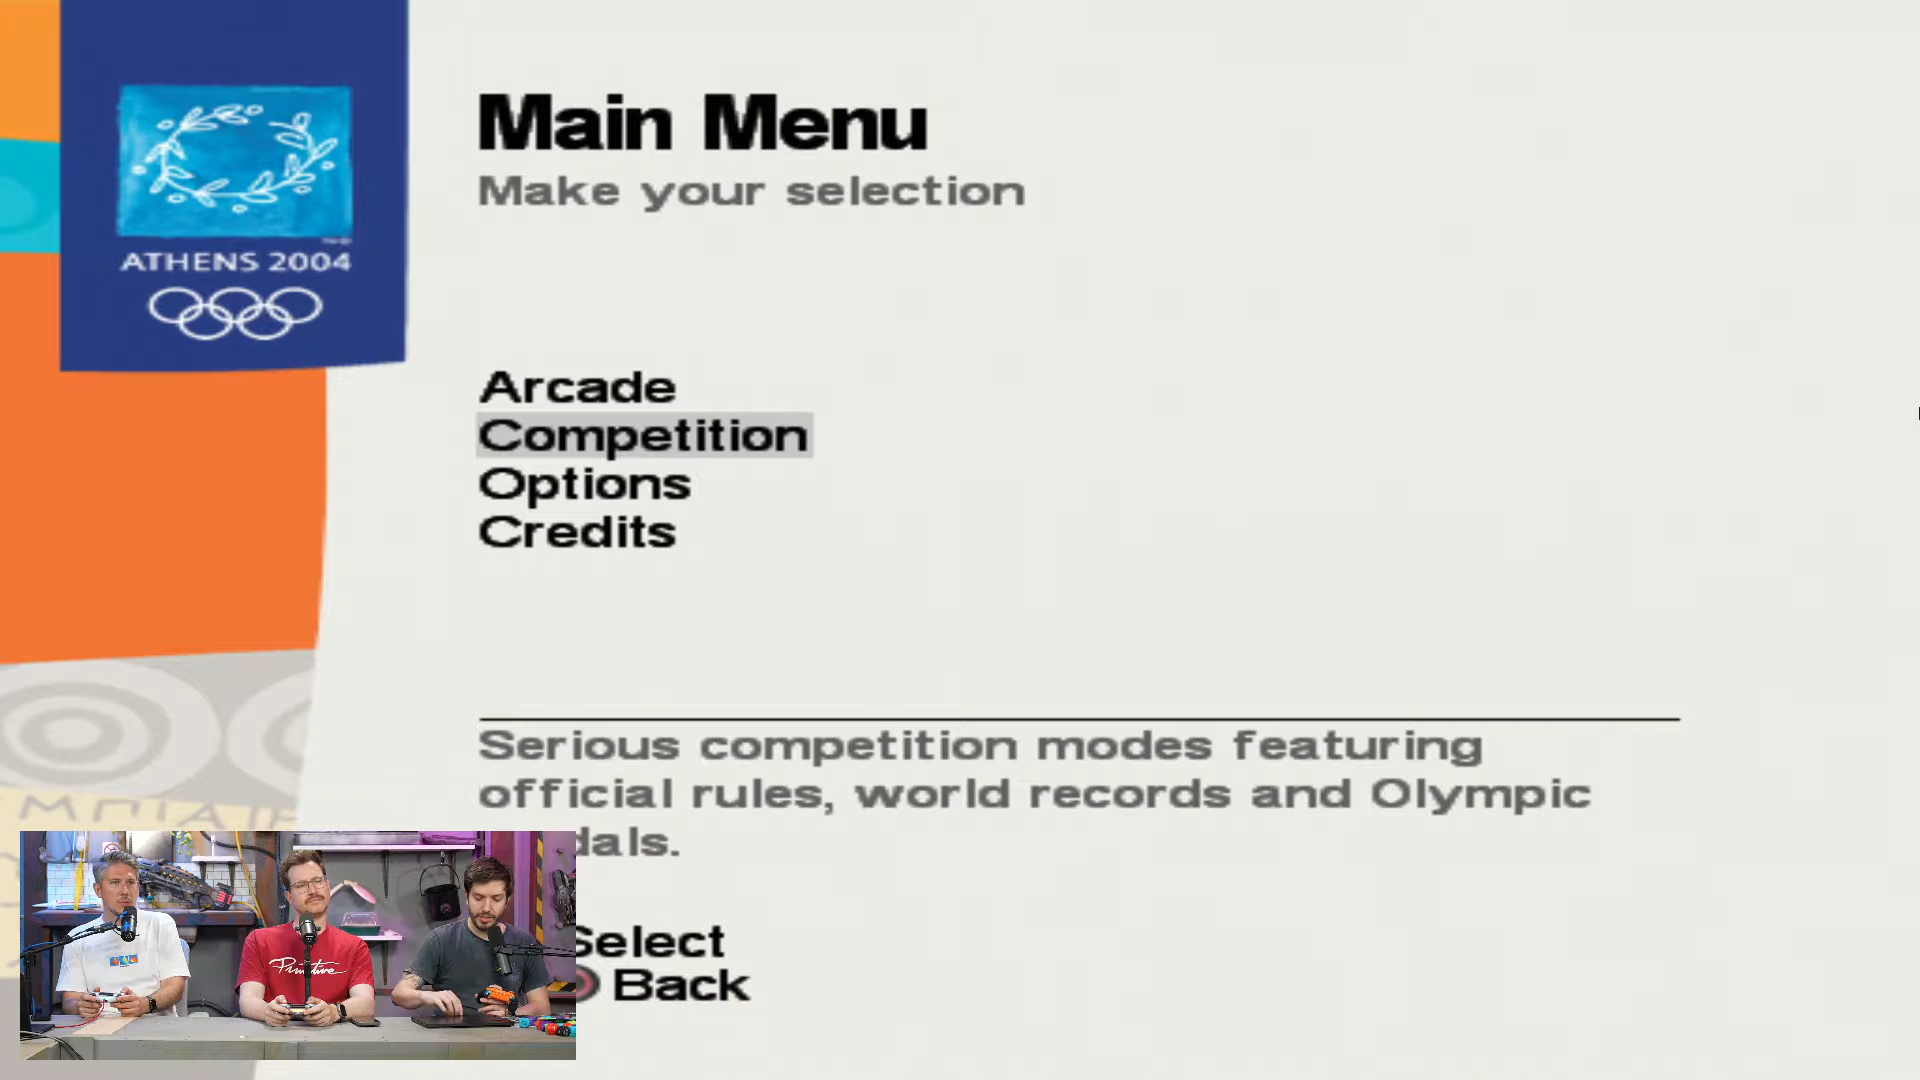 ATHENS 2004
Main Menu
Make your selection
Arcade
Competition
Options
Credits
Serious competition modes featuring
official rules, world records and Olympic
dals.
Select
Back
Primitive